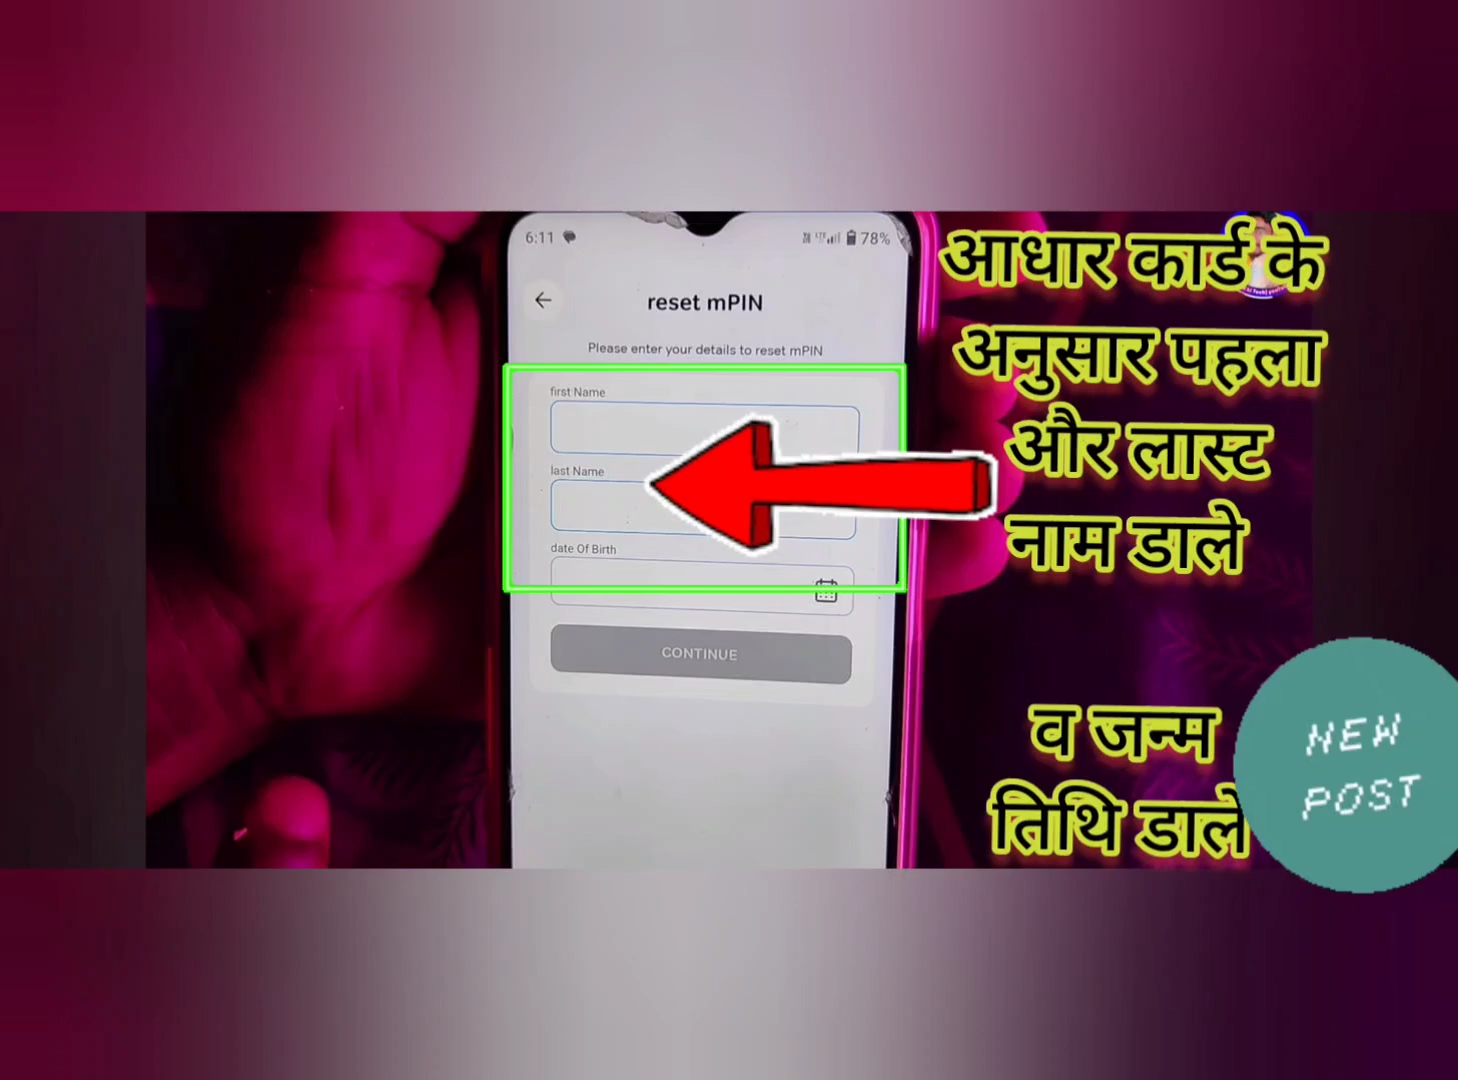 6:11
78%
reset mPIN
Please enter your details to reset mPIN
first Name
last Name
date Of Birth
CONTINUE
आधार कार्ड के
अनुसार पहला
और लास्ट
नाम डाले
व जन्म
तिथि डाले
NEW
POST